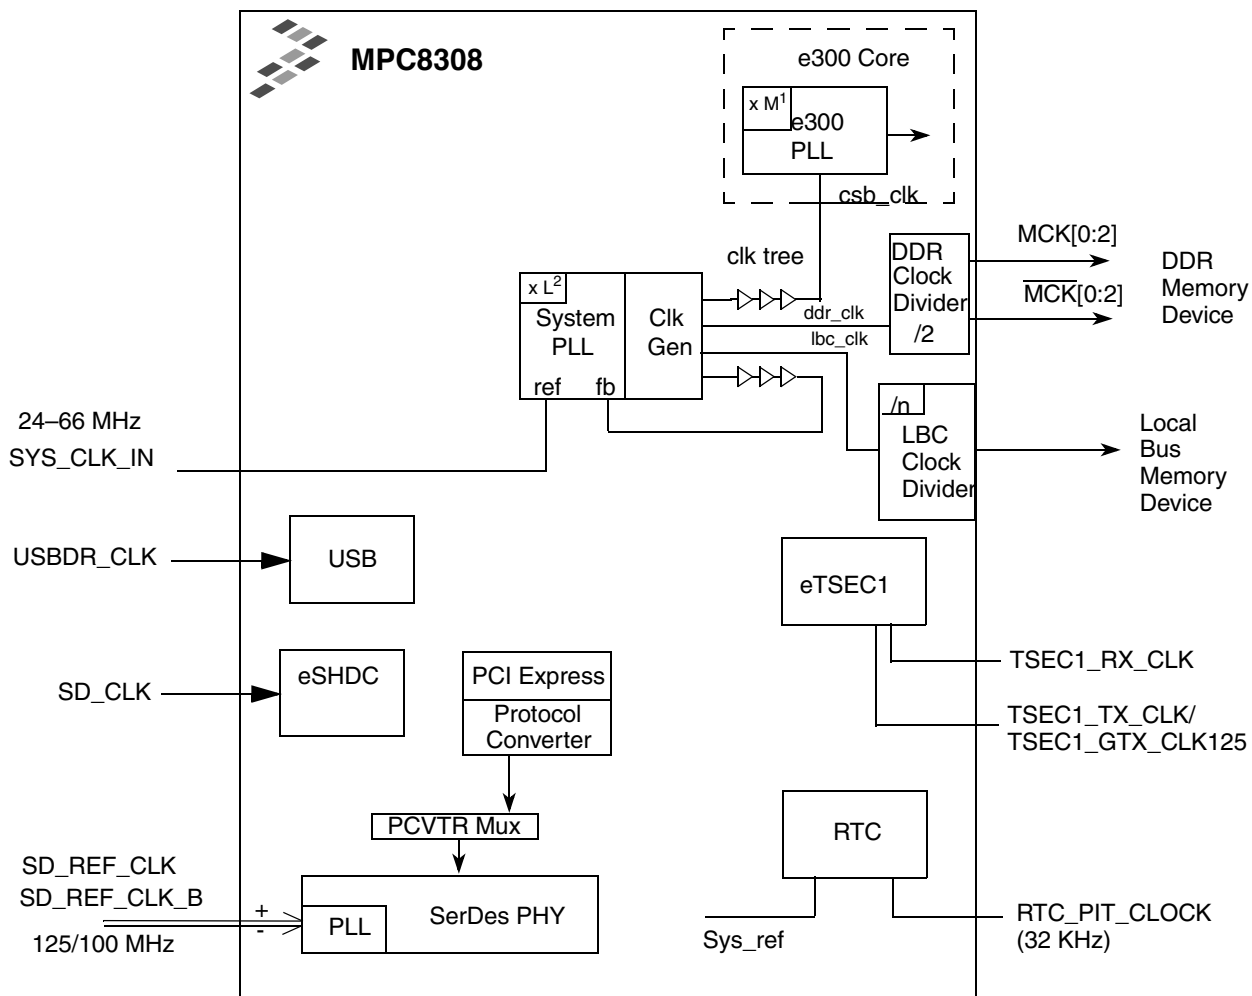 MPC8308
e300 Core
x M1
e300
PLL
csb_clk
clk tree
MCK[0:2]
MCK[0:2]
DDR
Memory
Device
DDR
Clock
Divider
/2
x L2
System
PLL
ref
fb
Clk
Gen
ddr_clk
lbc_clk
/n
LBC
Clock
Divider
Local
Bus
Memory
Device
24–66 MHz
SYS_CLK_IN
USBDR_CLK
USB
eTSEC1
TSEC1_RX_CLK
TSEC1_TX_CLK/
TSEC1_GTX_CLK125
SD_CLK
eSHDC
PCI Express
Protocol
Converter
PCVTR Mux
RTC
SD_REF_CLK
SD_REF_CLK_B
+
-
125/100 MHz
PLL
SerDes PHY
Sys_ref
RTC_PIT_CLOCK
(32 KHz)